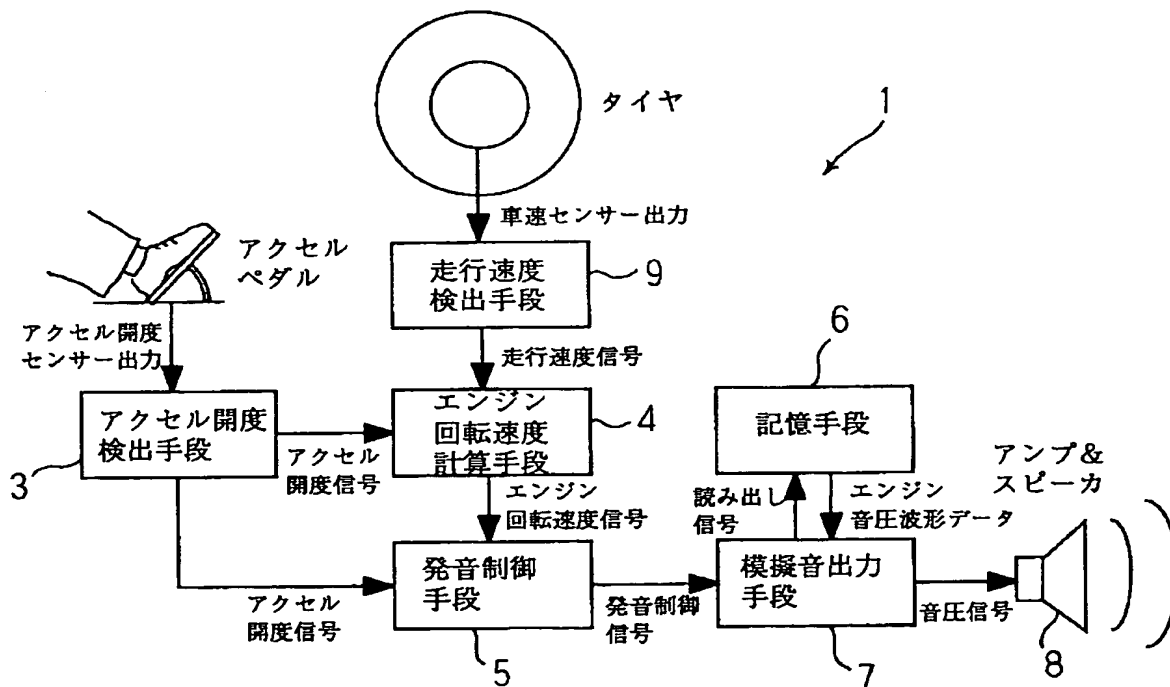 タイヤ
1
車速センサー出力
アクセル
ペダル
走行速度
検出手段
9
アクセル開度
センサー出力
走行速度信号
6
アクセル開度
検出手段
3
アクセル
開度信号
エンジン
回転速度
計算手段
4
記憶手段
アンプ&
スピーカ
エンジン
回転速度信号
読み出し
信号
エンジン
音圧波形データ
アクセル
開度信号
発音制御
手段
5
発音制御
信号
模擬音出力
手段
7
音圧信号
8